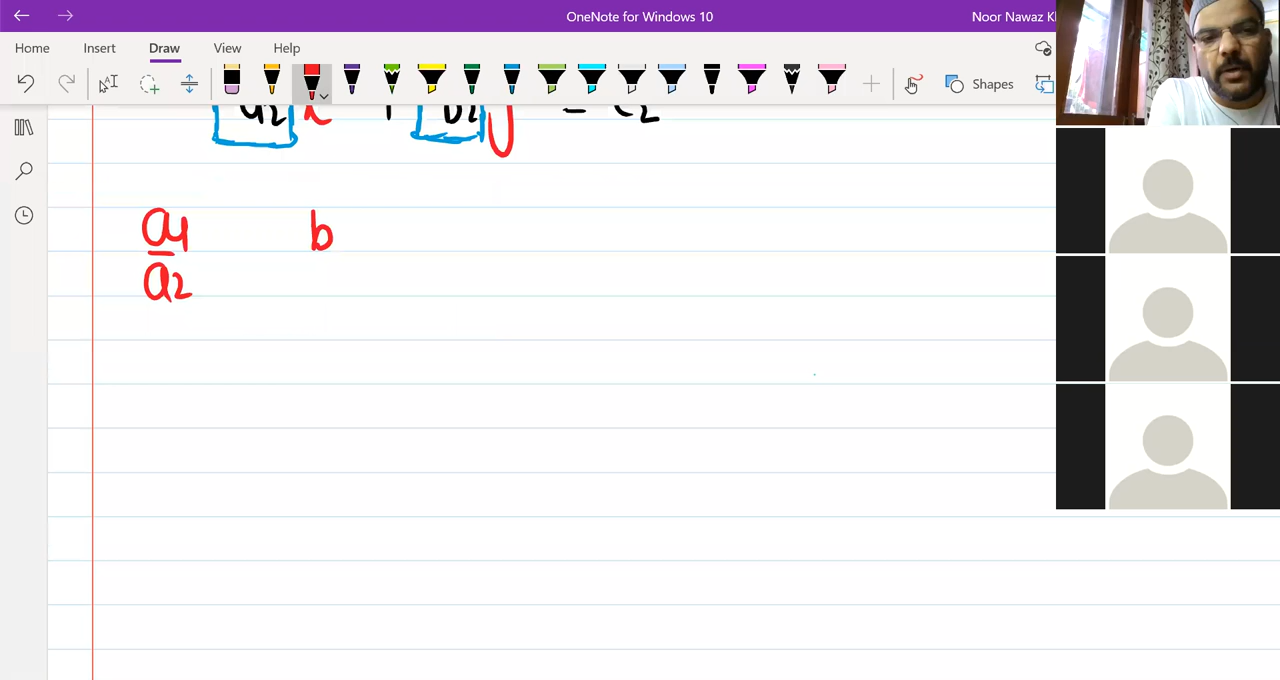 OneNote for Windows 10
Noor Nawaz
Home Insert Draw View Help
Shapes
a1 b
a2